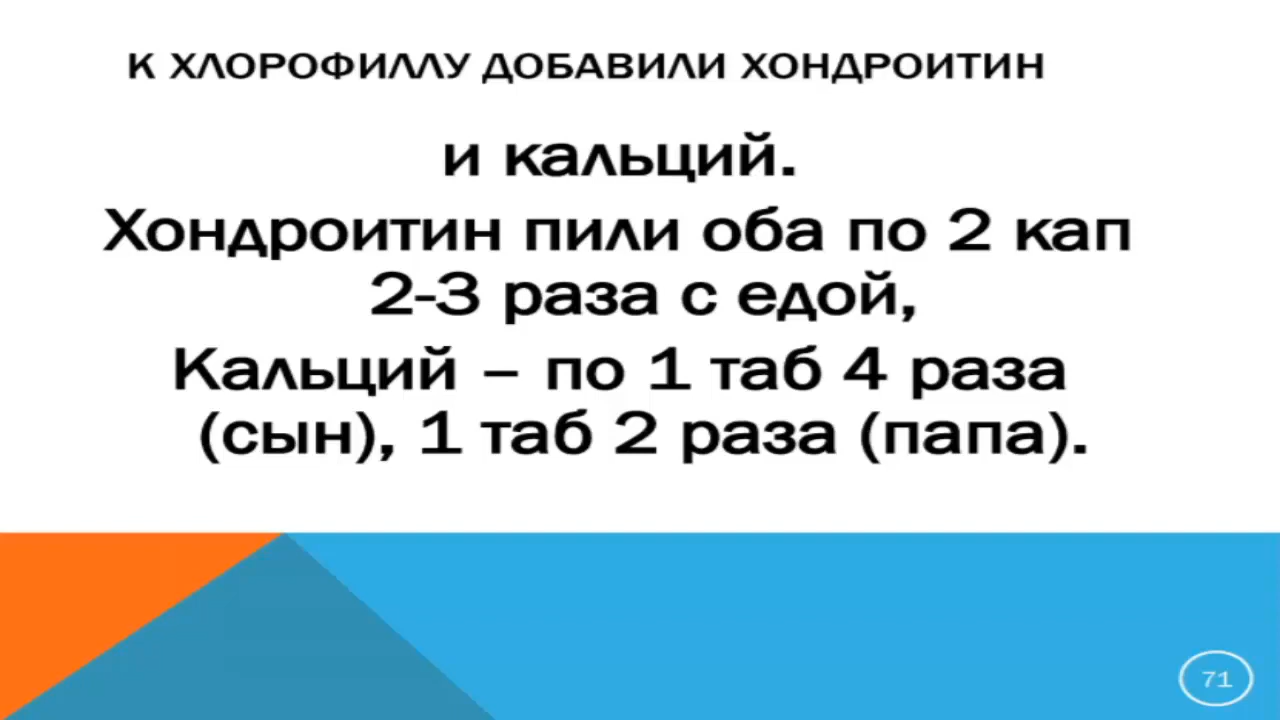 К ХЛОРОФИЛЛУ ДОБАВИЛИ ХОНДРОИТИН
и кальций.
Хондроитин пили оба по 2 кап
2-3 раза с едой,
Кальций – по 1 таб 4 раза
(сын), 1 таб 2 раза (папа).
71